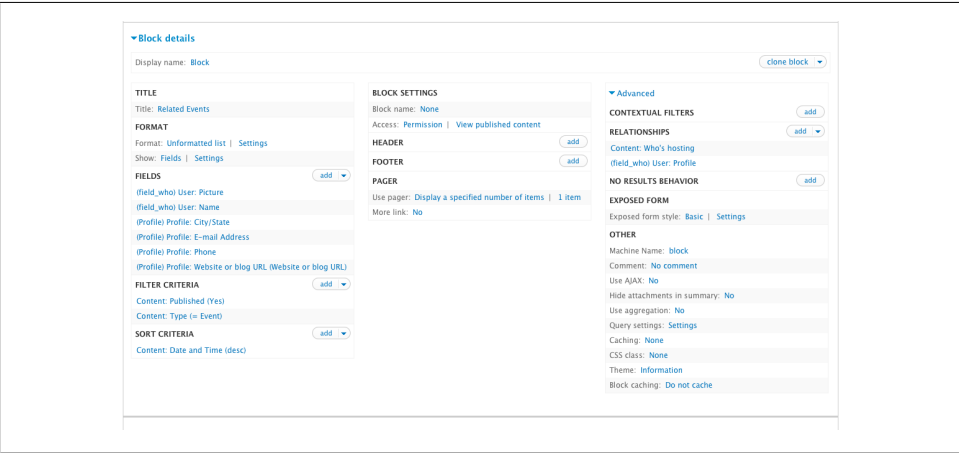 Block details
Display name: Block
clone block
TITLE
Title: Related Events
FORMAT
Format: Unformatted list | Settings
Show: Fields | Settings
FIELDS
add
(field_who) User: Picture
(field_who) User: Name
(Profile) Profile: City/State
(Profile) Profile: E-mail Address
(Profile) Profile: Phone
(Profile) Profile: Website or blog URL (Website or blog URL)
FILTER CRITERIA
add
Content: Published (Yes)
Content: Type (= Event)
SORT CRITERIA
add
Content: Date and Time (desc)
BLOCK SETTINGS
Block name: None
Access: Permission | View published content
HEADER
add
FOOTER
add
PAGER
Use pager: Display a specified number of items | 1 item
More link: No
Advanced
CONTEXTUAL FILTERS
add
RELATIONSHIPS
add
Content: Who's hosting
(field_who) User: Profile
NO RESULTS BEHAVIOR
add
EXPOSED FORM
Exposed form style: Basic | Settings
OTHER
Machine Name: block
Comment: No comment
Use AJAX: No
Hide attachments in summary: No
Use aggregation: No
Query settings: Settings
Caching: None
CSS class: None
Theme: Information
Block caching: Do not cache